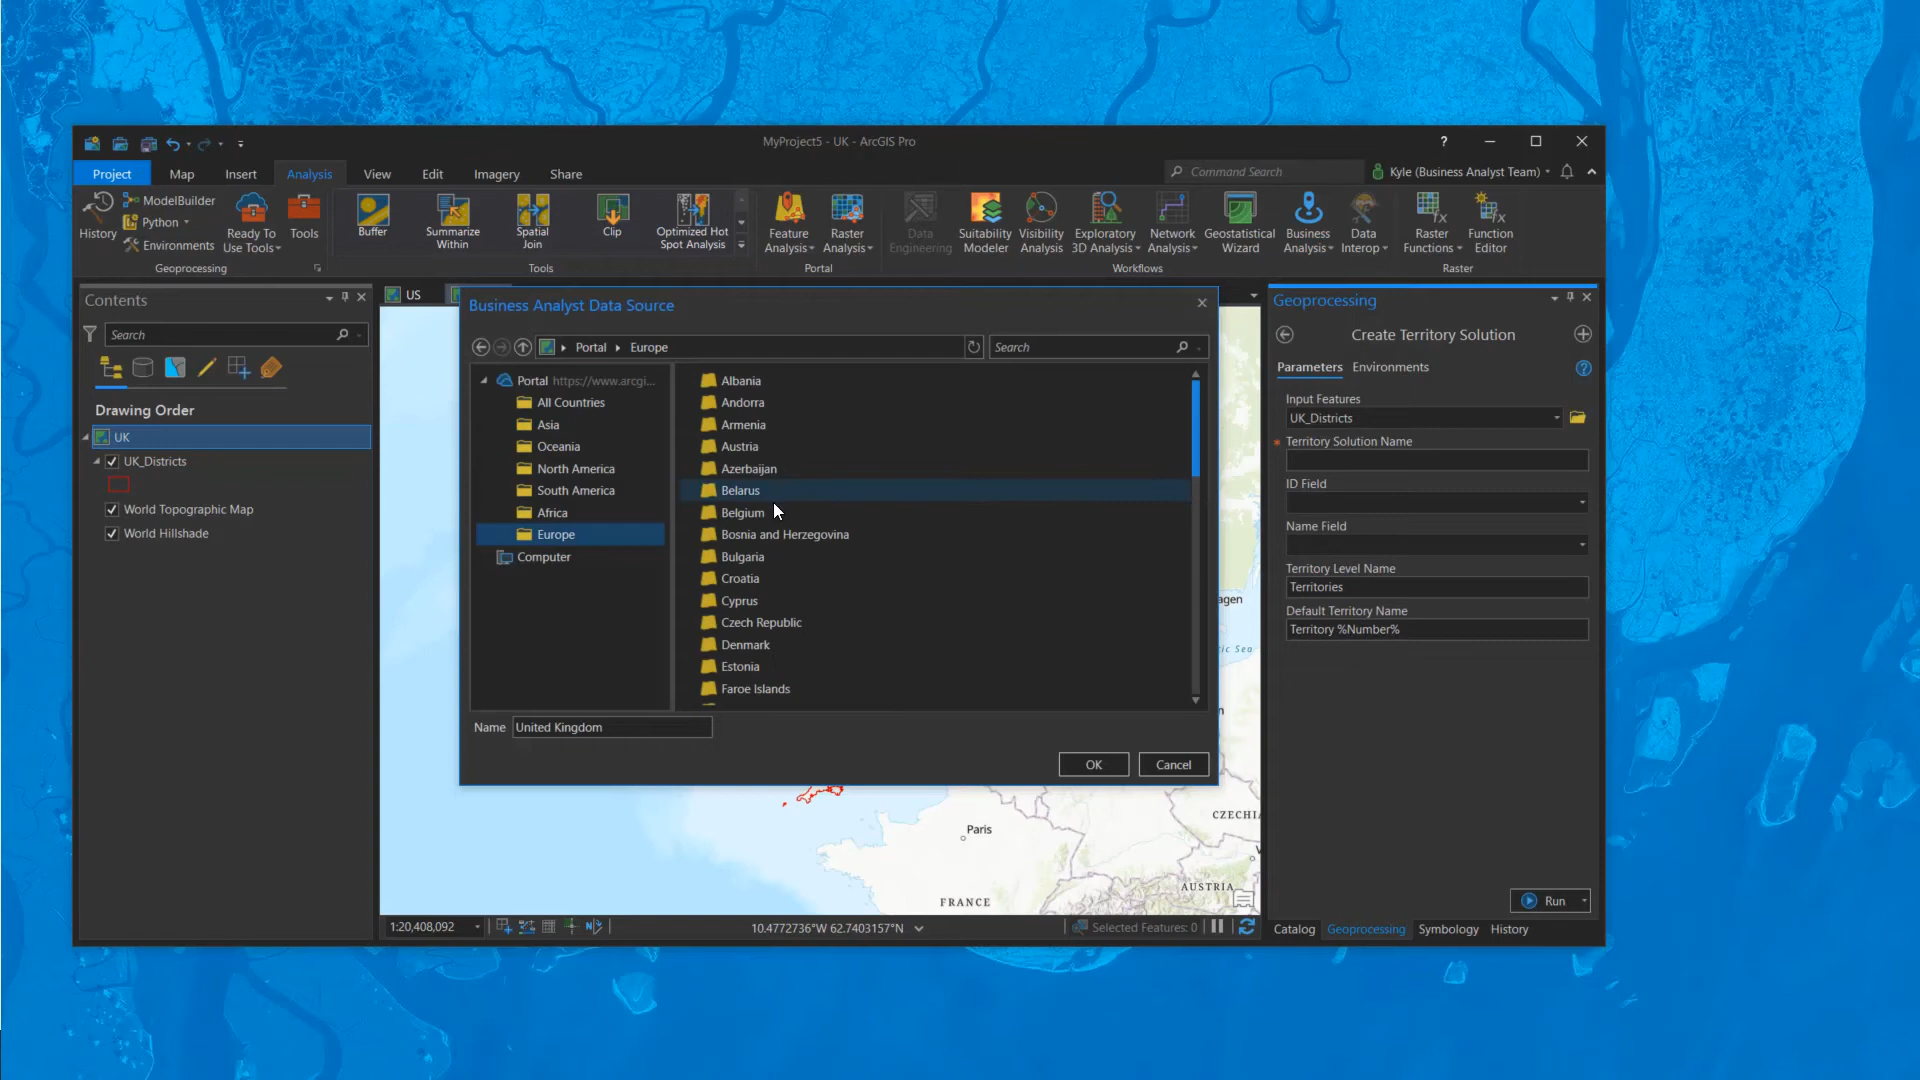 MyProject5 - UK - ArcGIS Pro
?
Project
Map
Insert
Analysis
View
Edit
Imagery
Share
Command Search
Kyle (Business Analyst Team)
History
ModelBuilder
Python
Environments
Ready To
Use Tools
Tools
Geoprocessing
Buffer
Summarize
Within
Spatial
Join
Clip
Optimized Hot
Spot Analysis
Tools
Feature
Analysis
Raster
Analysis
Portal
Data
Engineering
Suitability
Modeler
Visibility
Analysis
Exploratory
3D Analysis
Network
Analysis
Geostatistical
Wizard
Business
Analysis
Data
Interop
Workflows
Raster
Functions
Function
Editor
Raster
Contents
Search
Drawing Order
UK
UK_Districts
World Topographic Map
World Hillshade
US
Business Analyst Data Source
Portal
Europe
Search
Portal https://www.arcgi...
All Countries
Asia
Oceania
North America
South America
Africa
Europe
Computer
Albania
Andorra
Armenia
Austria
Azerbaijan
Belarus
Belgium
Bosnia and Herzegovina
Bulgaria
Croatia
Cyprus
Czech Republic
Denmark
Estonia
Faroe Islands
Name
United Kingdom
OK
Cancel
agen
tic Sea
n
CZECHI
Paris
AUSTRIA
FRANCE
1:20,408,092
10.4772736°W 62.7403157°N
Selected Features: 0
Geoprocessing
Create Territory Solution
Parameters
Environments
?
Input Features
UK_Districts
* Territory Solution Name
ID Field
Name Field
Territory Level Name
Territories
Default Territory Name
Territory %Number%
Run
Catalog
Geoprocessing
Symbology
History